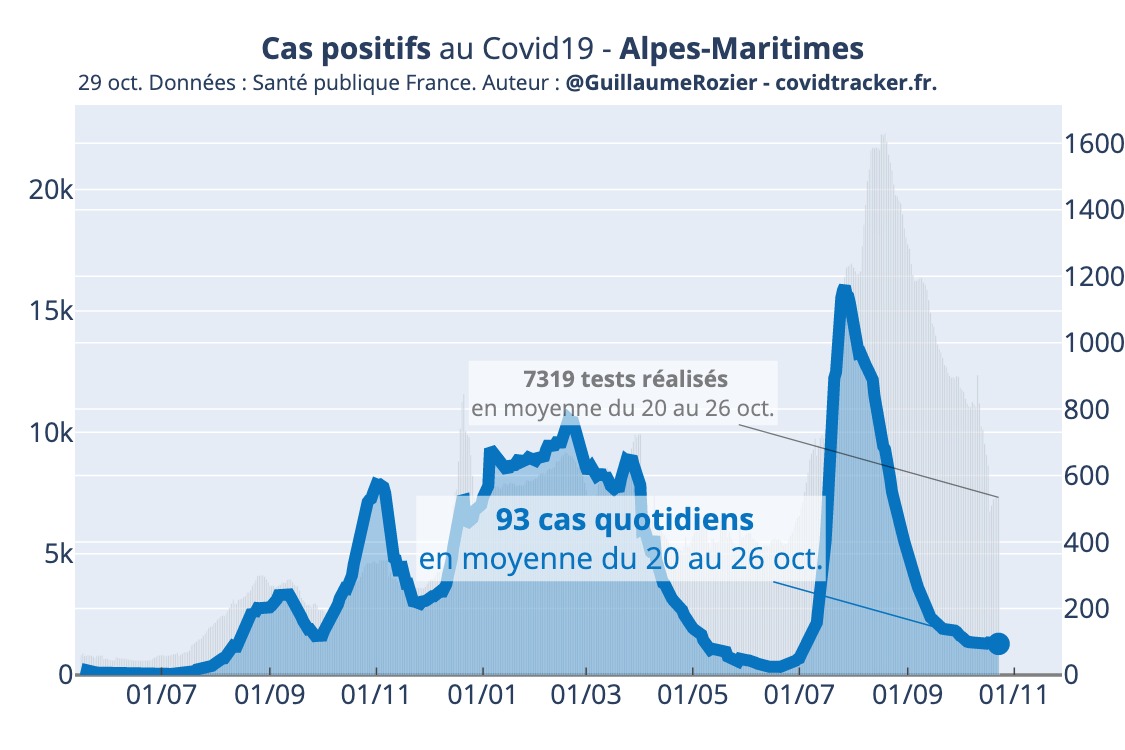 Cas positifs au Covid19 - Alpes-Maritimes
29 oct. Données : Santé publique France. Auteur : @GuillaumeRozier - covidtracker.fr.
1600
20k
1400
1200
15k
1000
7319 tests réalisés
en moyenne du 20 au 26 oct.
800
10k
600
93 cas quotidiens
en moyenne du 20 au 26 oct.
5k
400
200
0
0
01/07 01/09 01/11 01/01 01/03 01/05 01/07 01/09 01/11